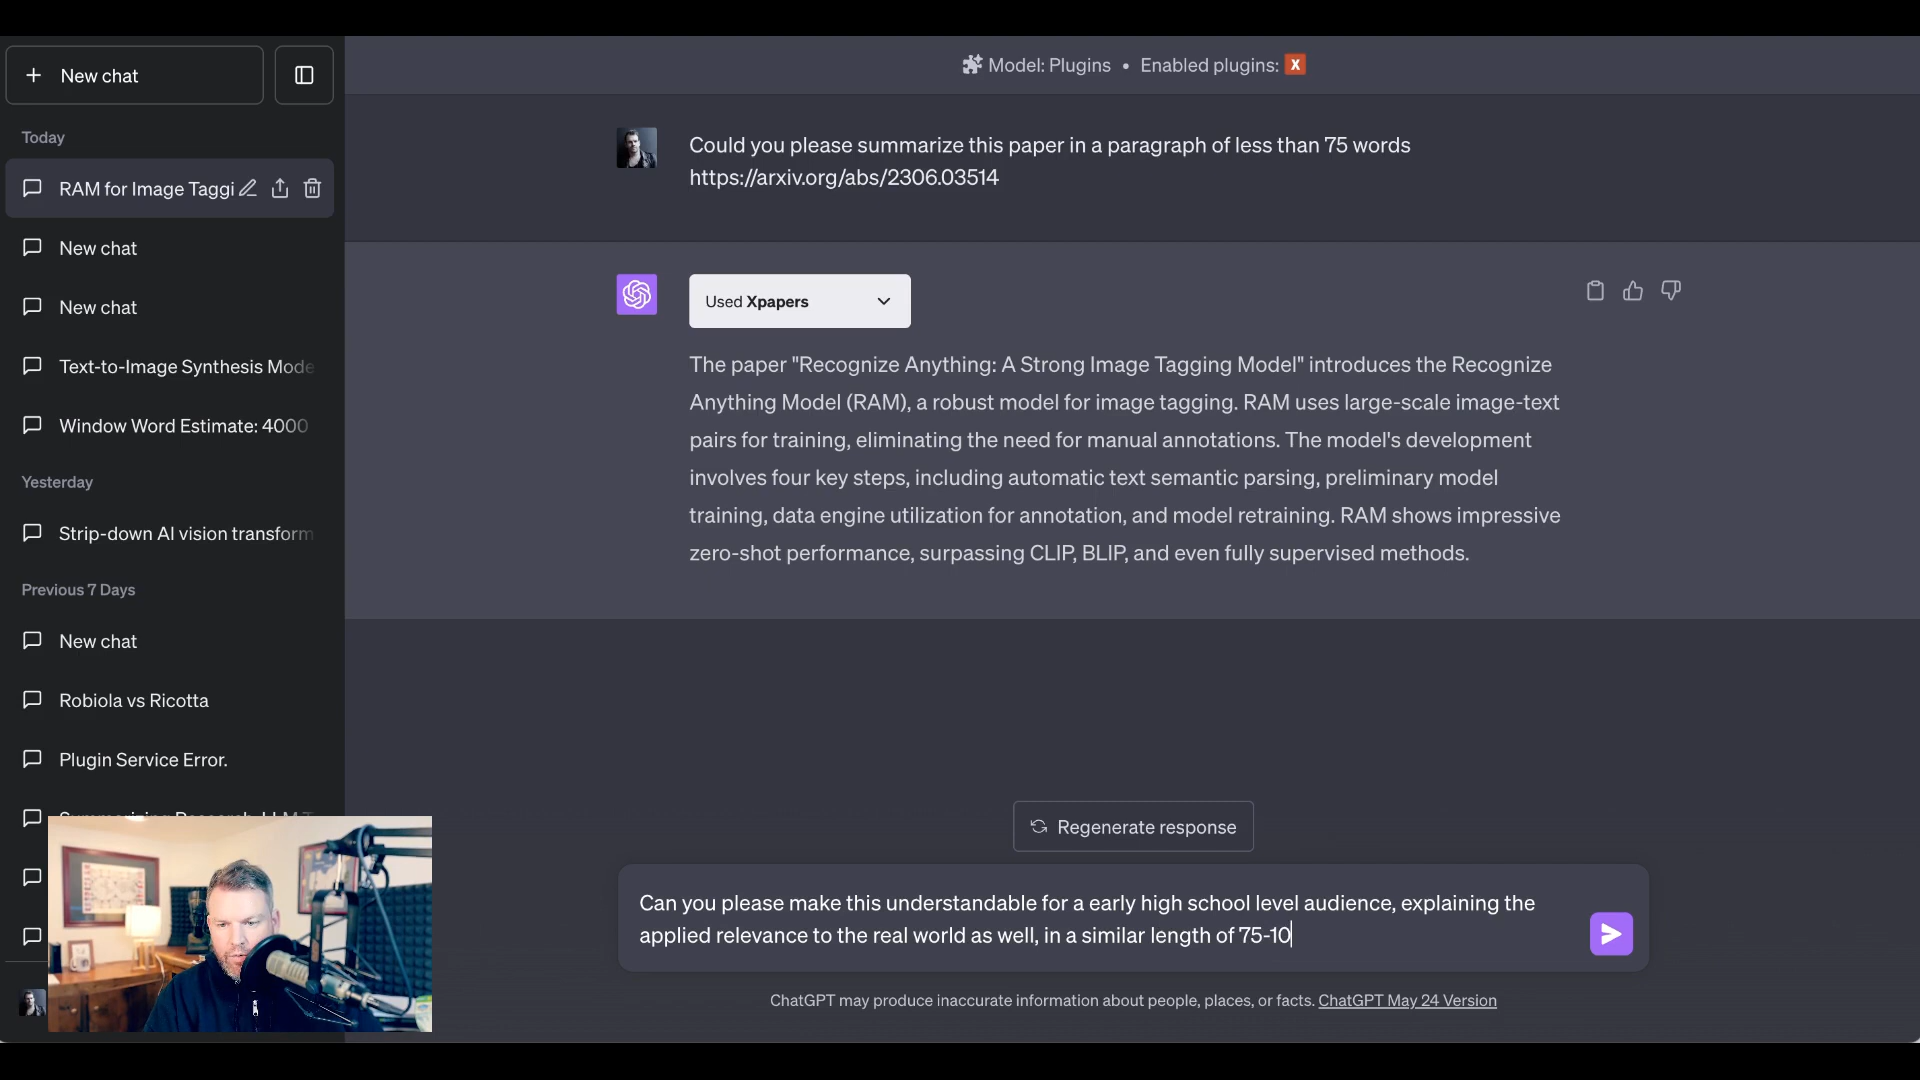 New chat
Today
RAM for Image Taggi
New chat
New chat
Text-to-Image Synthesis Mode
Window Word Estimate: 4000
Yesterday
Strip-down AI vision transform
Previous 7 Days
New chat
Robiola vs Ricotta
Plugin Service Error.
Model: Plugins • Enabled plugins: X
Could you please summarize this paper in a paragraph of less than 75 words
https://arxiv.org/abs/2306.03514
Used Xpapers
The paper "Recognize Anything: A Strong Image Tagging Model" introduces the Recognize
Anything Model (RAM), a robust model for image tagging. RAM uses large-scale image-text
pairs for training, eliminating the need for manual annotations. The model's development
involves four key steps, including automatic text semantic parsing, preliminary model
training, data engine utilization for annotation, and model retraining. RAM shows impressive
zero-shot performance, surpassing CLIP, BLIP, and even fully supervised methods.
Regenerate response
Can you please make this understandable for a early high school level audience, explaining the
applied relevance to the real world as well, in a similar length of 75-10
ChatGPT may produce inaccurate information about people, places, or facts. ChatGPT May 24 Version